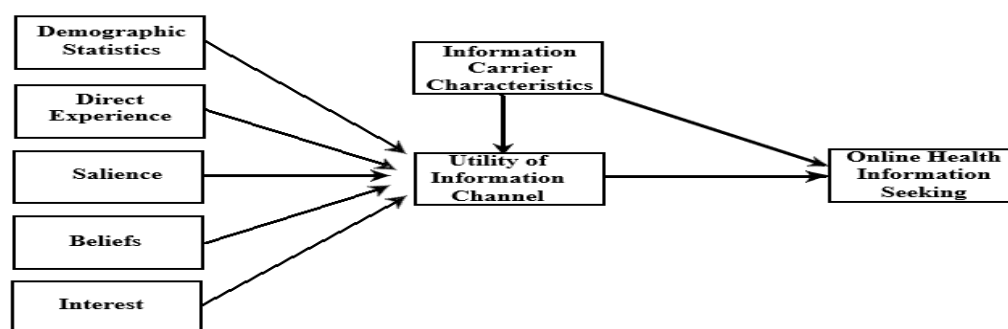 Demographic
Statistics
Direct
Experience
Salience
Beliefs
Interest
Information
Carrier
Characteristics
Utility of
Information
Channel
Online Health
Information
Seeking